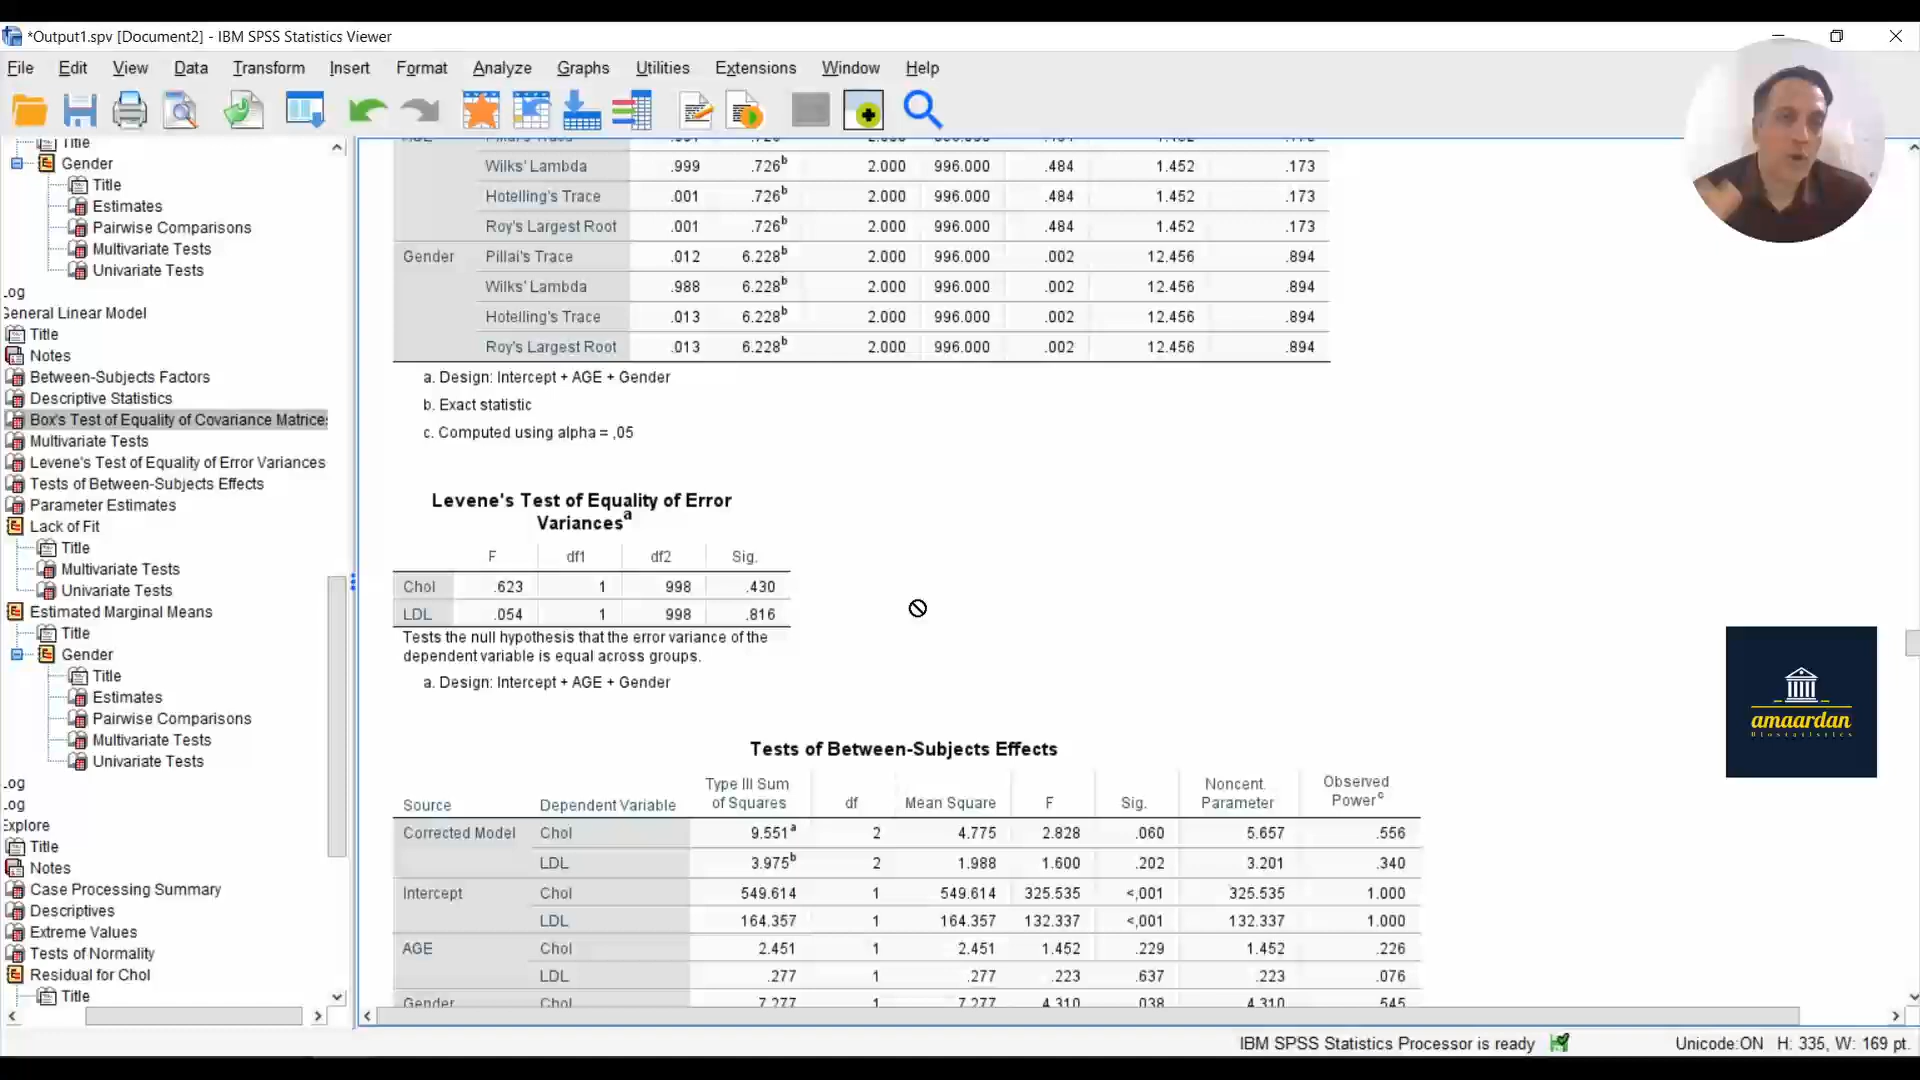 *Output1.spv [Document2] - IBM SPSS Statistics Viewer
File Edit View Data Transform Insert Format Analyze Graphs Utilities Extensions Window Help
Title
Gender
Title
Estimates
Pairwise Comparisons
Multivariate Tests
Univariate Tests
Log
General Linear Model
Title
Notes
Between-Subjects Factors
Descriptive Statistics
Box's Test of Equality of Covariance Matrices
Multivariate Tests
Levene's Test of Equality of Error Variances
Tests of Between-Subjects Effects
Parameter Estimates
Lack of Fit
Title
Multivariate Tests
Univariate Tests
Estimated Marginal Means
Title
Gender
Title
Estimates
Pairwise Comparisons
Multivariate Tests
Univariate Tests
Log
Log
Explore
Title
Notes
Case Processing Summary
Descriptives
Extreme Values
Tests of Normality
Residual for Chol
Title
Wilks' Lambda .999 .726b 2.000 996.000 .484 1.452 .173
Hotelling's Trace .001 .726b 2.000 996.000 .484 1.452 .173
Roy's Largest Root .001 .726b 2.000 996.000 .484 1.452 .173
Gender Pillai's Trace .012 6.228b 2.000 996.000 .002 12.456 .894
Wilks' Lambda .988 6.228b 2.000 996.000 .002 12.456 .894
Hotelling's Trace .013 6.228b 2.000 996.000 .002 12.456 .894
Roy's Largest Root .013 6.228b 2.000 996.000 .002 12.456 .894
a. Design: Intercept + AGE + Gender
b. Exact statistic
c. Computed using alpha = ,05
Levene's Test of Equality of Error
Variancesa
F df1 df2 Sig.
Chol .623 1 998 .430
LDL .054 1 998 .816
Tests the null hypothesis that the error variance of the
dependent variable is equal across groups.
a. Design: Intercept + AGE + Gender
Tests of Between-Subjects Effects
Source Dependent Variable Type III Sum of Squares df Mean Square F Sig. Noncent. Parameter Observed Powerc
Corrected Model Chol 9.551a 2 4.775 2.828 .060 5.657 .556
LDL 3.975b 2 1.988 1.600 .202 3.201 .340
Intercept Chol 549.614 1 549.614 325.535 <,001 325.535 1.000
LDL 164.357 1 164.357 132.337 <,001 132.337 1.000
AGE Chol 2.451 1 2.451 1.452 .229 1.452 .226
LDL .277 1 .277 .223 .637 .223 .076
Gender Chol 7.277 1 7.277 4.310 .038 4.310 .545
amaardan
Biostatistics
IBM SPSS Statistics Processor is ready
Unicode:ON H: 335, W: 169 pt.